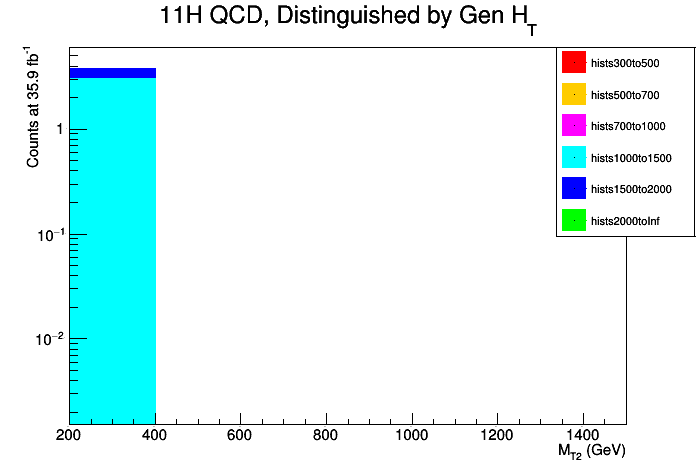 11H QCD, Distinguished by Gen H_T
Counts at 35.9 fb^-1
1
10^−1
10^−2
hists300to500
hists500to700
hists700to1000
hists1000to1500
hists1500to2000
hists2000toInf
200 400 600 800 1000 1200 1400
M_T2 (GeV)